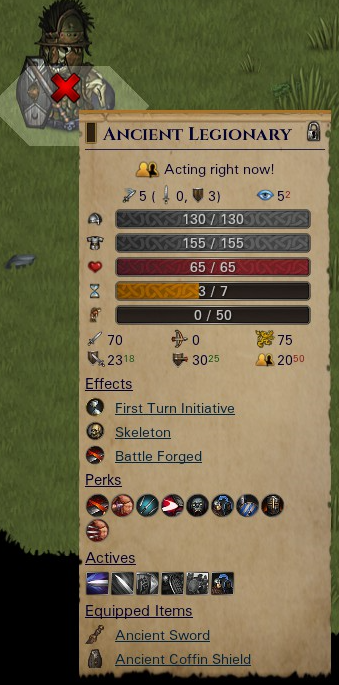 Ancient Legionary
Acting right now!
5 ( 0, 3) 5²
130 / 130
155 / 155
65 / 65
3 / 7
0 / 50
70 0 75
23¹⁸ 30²⁵ 20⁵⁰
Effects
First Turn Initiative
Skeleton
Battle Forged
Perks
Actives
Equipped Items
Ancient Sword
Ancient Coffin Shield